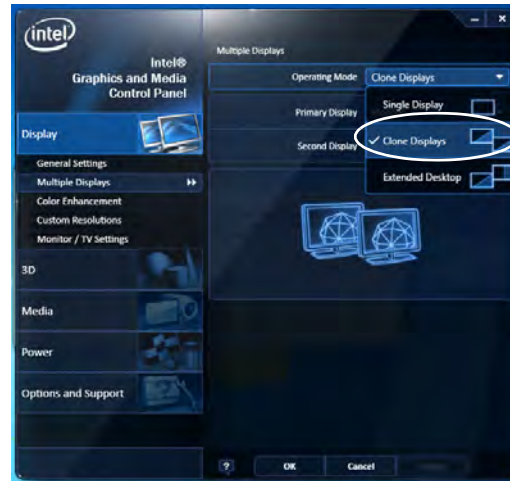 intel
Intel®
Graphics and Media
Control Panel
Display
General Settings
Multiple Displays
Color Enhancement
Custom Resolutions
Monitor / TV Settings
3D
Media
Power
Options and Support
Multiple Displays
Operating Mode Clone Displays
Primary Display Single Display
Second Display ✓ Clone Displays
Extended Desktop
? OK Cancel